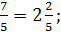 7/5 = 2 2/5;